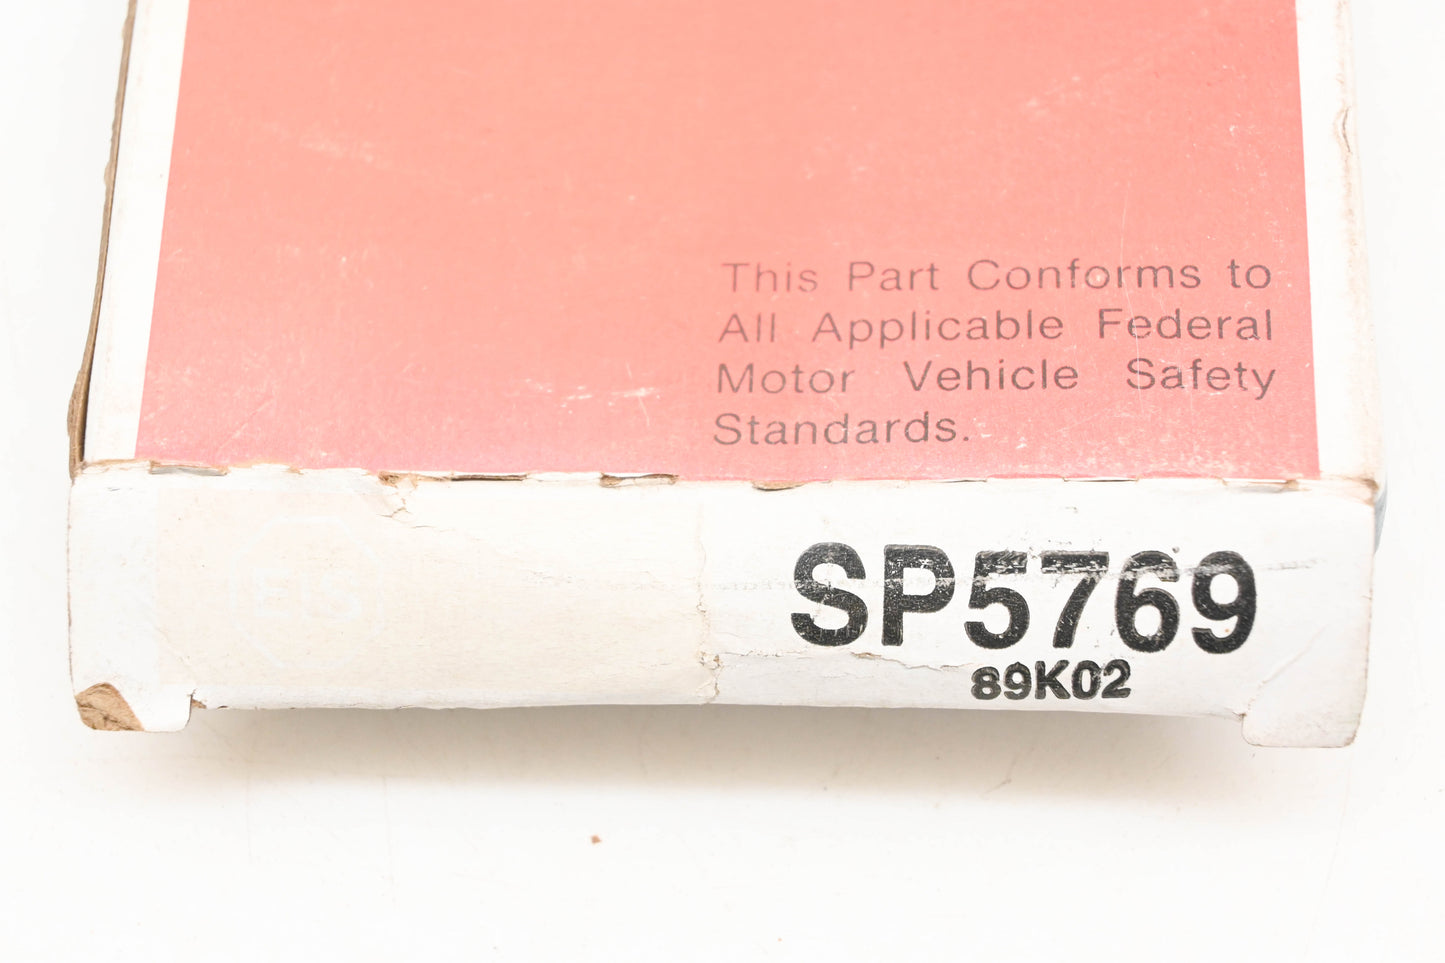 This Part Conforms to
All Applicable Federal
Motor Vehicle Safety
Standards.
SP5769
89K02